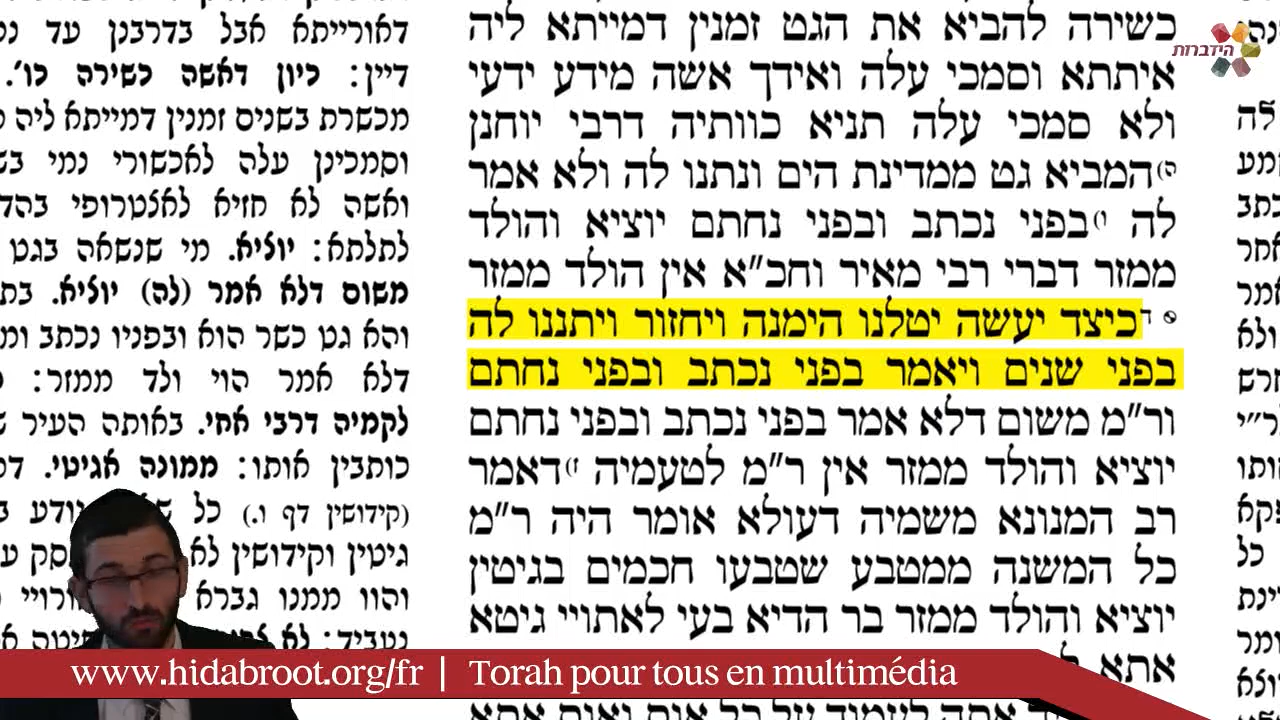 הידברות
כשירה להביא את הגט זמנין דמייתא ליה
איתתא וסמכי עלה ואידך אשה מידע ידעי
ולא סמכי עלה תניא כוותיה דרבי יוחנן
ה) המביא גט ממדינת הים ונתנו לה ולא אמר
לה ו) בפני נכתב ובפני נחתם יוציא והולד
ממזר דברי רבי מאיר וחכ"א אין הולד ממזר
ד כיצד יעשה יטלנו הימנה ויחזור ויתננו לה
בפני שנים ויאמר בפני נכתב ובפני נחתם
ור"מ משום דלא אמר בפני נכתב ובפני נחתם
יוציא והולד ממזר אין ר"מ לטעמיה ז) דאמר
רב המנונא משמיה דעולא אומר היה ר"מ
כל המשנה ממטבע שטבעו חכמים בגיטין
יוציא והולד ממזר בר הדיא בעי לאתויי גיטא
אתא
דאורייתא אבל בדרבנן עד
דיין: כיון דאשה כשירה כו'.
מכשרת בשנים זמנין דמייתא ליה
וסמכינן עלה לאכשורי נמי
ואשה לא חזיא לאצטרופי
לתלתא: יוציא. מי שנשאה בגט
משום דלא אמר (לה) יוציא.
והא גט כשר הוא ובפניו נכתב
דלא אמר הוי ולד ממזר:
לקמיה דרבי אחי. באותה העיר
כותבין אותו: ממונה אגיטי.
(קידושין דף ו.) כל
גיטין וקידושין לא
והוו ממנו גברא
www.hidabroot.org/fr | Torah pour tous en multimédia